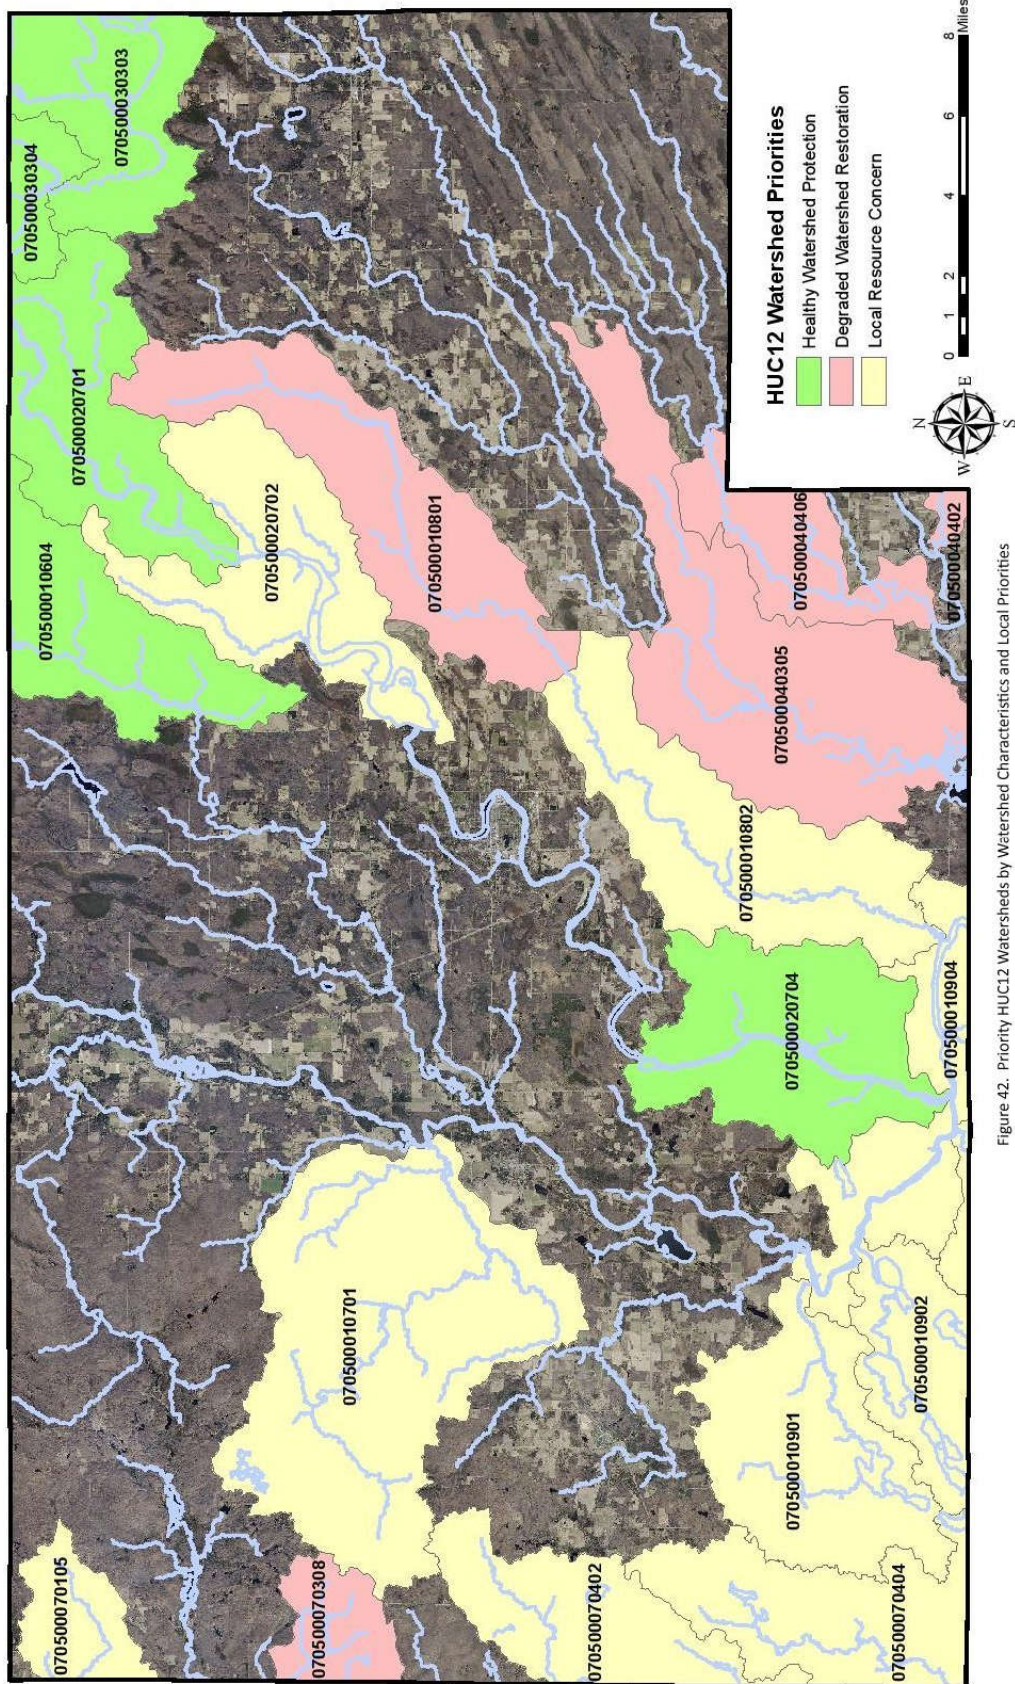 070500030304
070500010604
070500070105
070500020701
070500030303
070500020702
070500070308
070500010701
070500010801
070500070402
070500010802
070500040305
070500020704
070500010901
070500040406
070500070404
070500010902
070500010904
070500040402
HUC12 Watershed Priorities
Healthy Watershed Protection
Degraded Watershed Restoration
Local Resource Concern
N
W E
S
0 1 2 4 6 8
Miles
Figure 42. Priority HUC12 Watersheds by Watershed Characteristics and Local Priorities